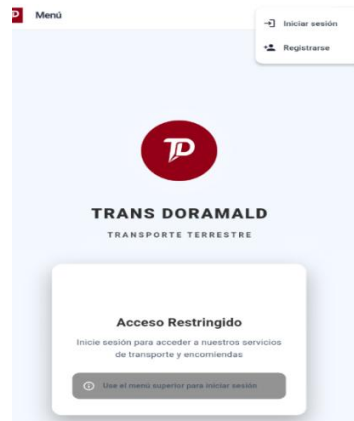 Menú
Iniciar sesión
Registrarse
TRANS DORAMALD
TRANSPORTE TERRESTRE
Acceso Restringido
Inicie sesión para acceder a nuestros servicios
de transporte y encomiendas
Use el menú superior para iniciar sesión